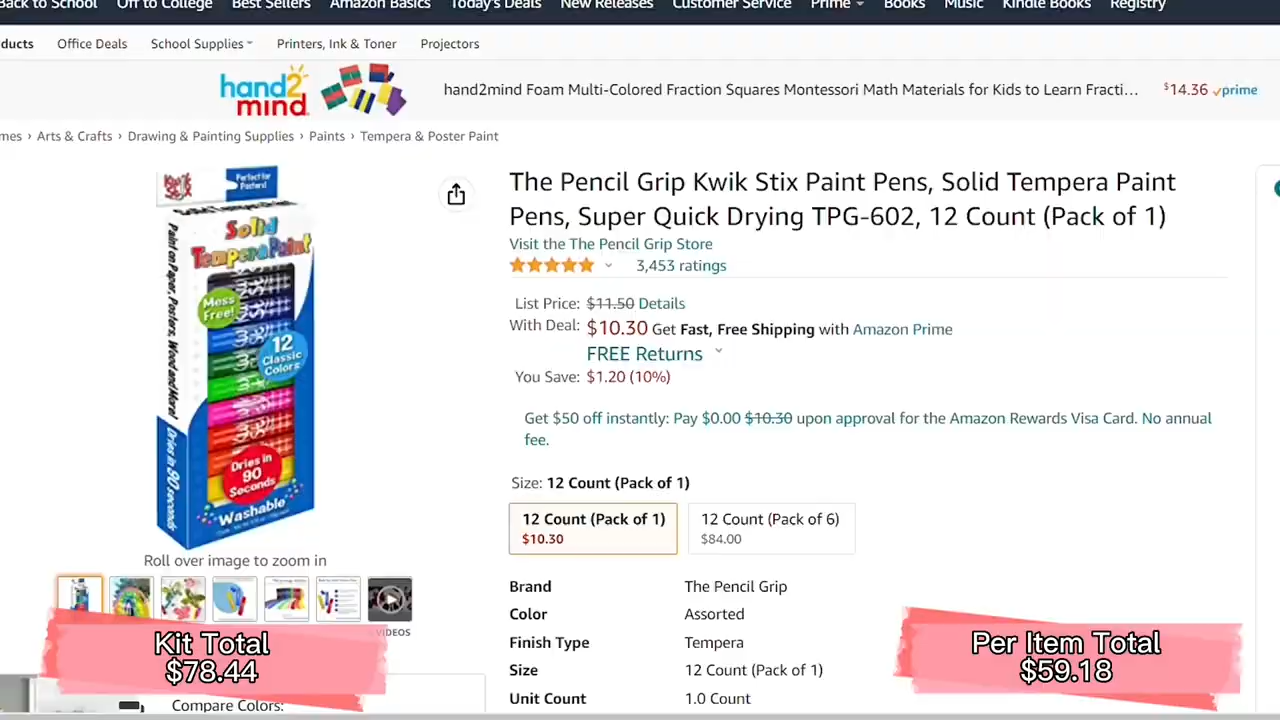 Back to School Off to College Best Sellers Amazon Basics Today's Deals New Releases Customer Service Prime Books Music Kindle Books Registry
ducts Office Deals School Supplies Printers, Ink & Toner Projectors
hand2mind
hand2mind Foam Multi-Colored Fraction Squares Montessori Math Materials for Kids to Learn Fracti... $14.36 prime
mes › Arts & Crafts › Drawing & Painting Supplies › Paints › Tempera & Poster Paint
Perfect for Posters!
Solid
Tempera Paint
Paint on Paper, Posters, Wood and More!
Mess Free!
12 Classic Colors
Dries in 90 Seconds
Dries in 90 seconds
Washable
Roll over image to zoom in
VIDEOS
The Pencil Grip Kwik Stix Paint Pens, Solid Tempera Paint
Pens, Super Quick Drying TPG-602, 12 Count (Pack of 1)
Visit the The Pencil Grip Store
3,453 ratings
List Price: $11.50 Details
With Deal: $10.30 Get Fast, Free Shipping with Amazon Prime
FREE Returns
You Save: $1.20 (10%)
Get $50 off instantly: Pay $0.00 $10.30 upon approval for the Amazon Rewards Visa Card. No annual
fee.
Size: 12 Count (Pack of 1)
12 Count (Pack of 1) 12 Count (Pack of 6)
$10.30 $84.00
Brand The Pencil Grip
Color Assorted
Finish Type Tempera
Size 12 Count (Pack of 1)
Unit Count 1.0 Count
Kit Total
$78.44
Per Item Total
$59.18
Compare Colors: